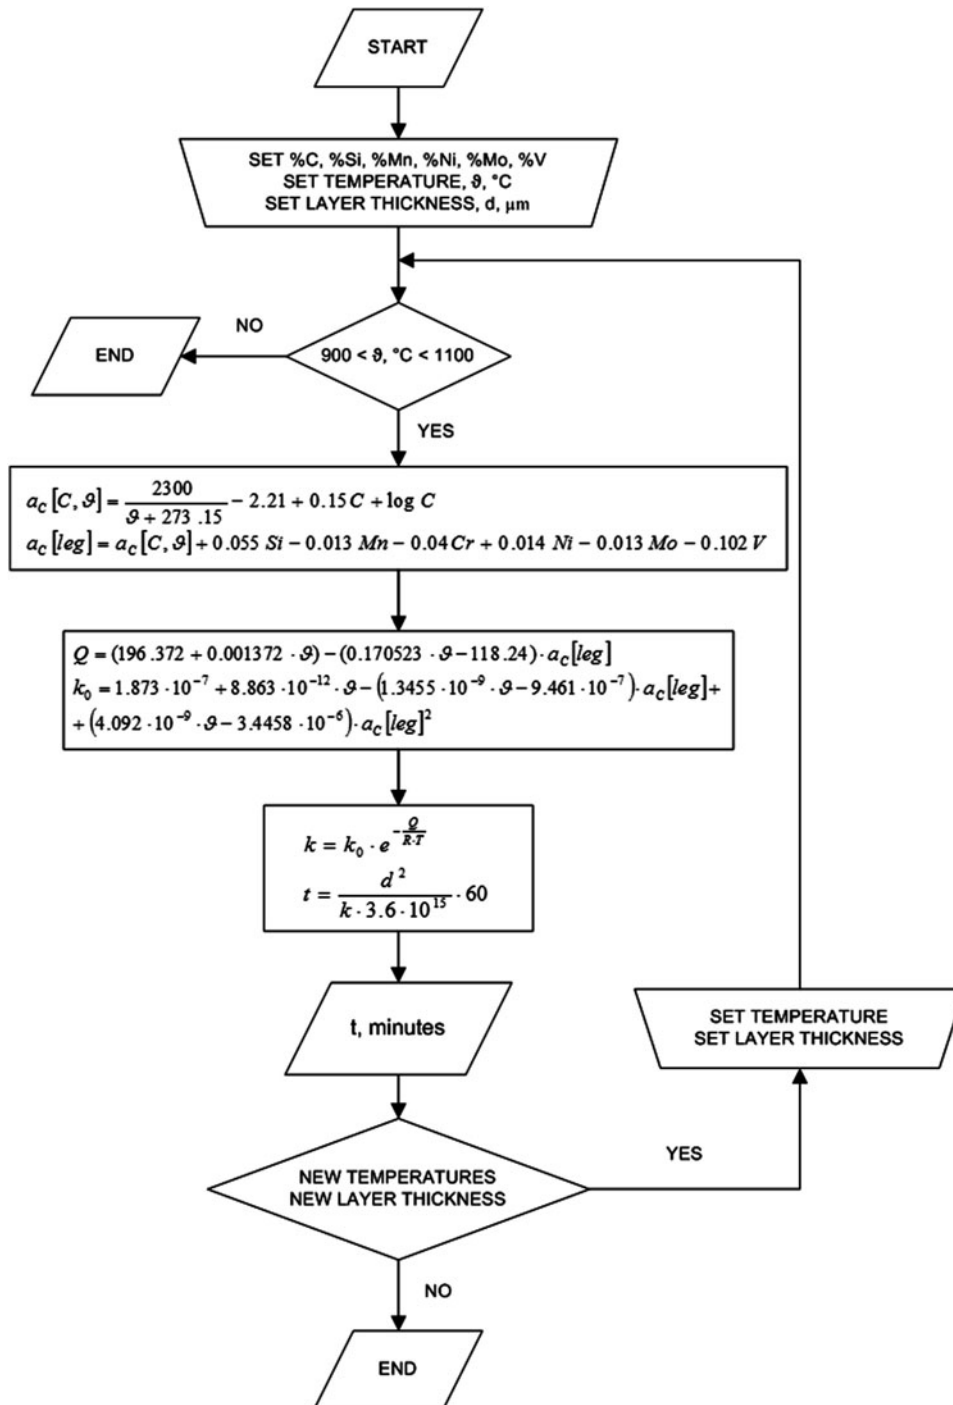 START
SET %C, %Si, %Mn, %Ni, %Mo, %V
SET TEMPERATURE, ϑ, °C
SET LAYER THICKNESS, d, μm
NO
END
900 < ϑ, °C < 1100
YES
a_C[C, ϑ] = 2300 / (ϑ + 273 .15) − 2.21 + 0.15 C + log C
a_C[leg] = a_C[C, ϑ] + 0.055 Si − 0.013 Mn − 0.04 Cr + 0.014 Ni − 0.013 Mo − 0.102 V
Q = (196 .372 + 0.001372 · ϑ) − (0.170523 · ϑ − 118.24) · a_C[leg]
k_0 = 1.873 · 10^-7 + 8.863 · 10^-12 · ϑ − (1.3455 · 10^-9 · ϑ − 9.461 · 10^-7) · a_C[leg] +
+ (4.092 · 10^-9 · ϑ − 3.4458 · 10^-6) · a_C[leg]^2
k = k_0 · e^(−Q/(R·T))
t = d^2 / (k · 3.6 · 10^15) · 60
t, minutes
SET TEMPERATURE
SET LAYER THICKNESS
NEW TEMPERATURES
NEW LAYER THICKNESS
YES
NO
END